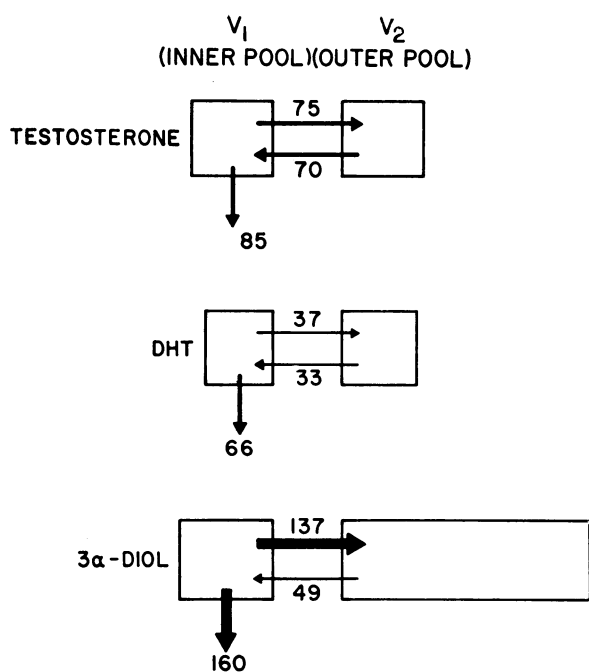 V₁ V₂
(INNER POOL)(OUTER POOL)
75
TESTOSTERONE
70
85
37
DHT
33
66
137
3α-DIOL
49
160